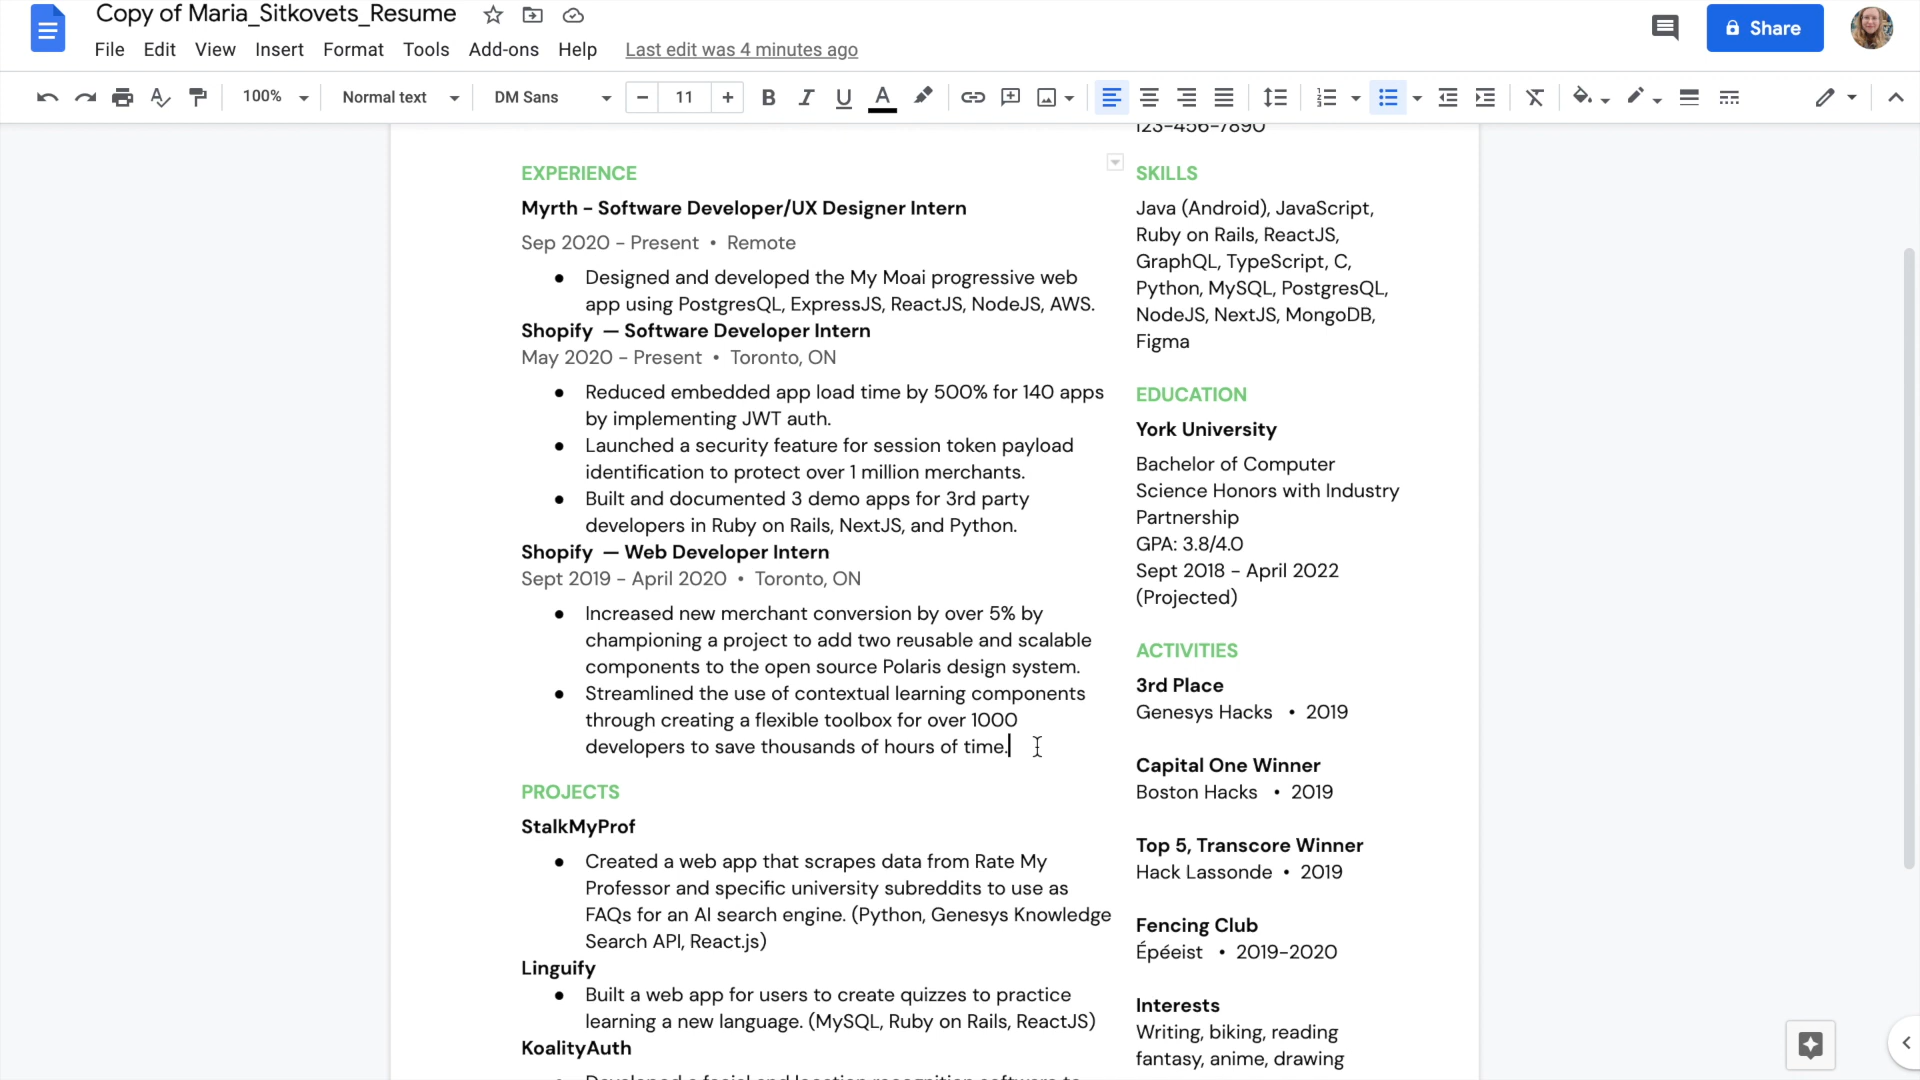 Copy of Maria_Sitkovets_Resume
File Edit View Insert Format Tools Add-ons Help Last edit was 4 minutes ago
Share
100% Normal text DM Sans 11
123-456-7890
EXPERIENCE
Myrth - Software Developer/UX Designer Intern
Sep 2020 - Present • Remote
● Designed and developed the My Moai progressive web
app using PostgresQL, ExpressJS, ReactJS, NodeJS, AWS.
Shopify — Software Developer Intern
May 2020 - Present • Toronto, ON
● Reduced embedded app load time by 500% for 140 apps
by implementing JWT auth.
● Launched a security feature for session token payload
identification to protect over 1 million merchants.
● Built and documented 3 demo apps for 3rd party
developers in Ruby on Rails, NextJS, and Python.
Shopify — Web Developer Intern
Sept 2019 - April 2020 • Toronto, ON
● Increased new merchant conversion by over 5% by
championing a project to add two reusable and scalable
components to the open source Polaris design system.
● Streamlined the use of contextual learning components
through creating a flexible toolbox for over 1000
developers to save thousands of hours of time.
PROJECTS
StalkMyProf
● Created a web app that scrapes data from Rate My
Professor and specific university subreddits to use as
FAQs for an AI search engine. (Python, Genesys Knowledge
Search API, React.js)
Linguify
● Built a web app for users to create quizzes to practice
learning a new language. (MySQL, Ruby on Rails, ReactJS)
KoalityAuth
Developed a facial and location recognition software to
SKILLS
Java (Android), JavaScript,
Ruby on Rails, ReactJS,
GraphQL, TypeScript, C,
Python, MySQL, PostgresQL,
NodeJS, NextJS, MongoDB,
Figma
EDUCATION
York University
Bachelor of Computer
Science Honors with Industry
Partnership
GPA: 3.8/4.0
Sept 2018 - April 2022
(Projected)
ACTIVITIES
3rd Place
Genesys Hacks • 2019
Capital One Winner
Boston Hacks • 2019
Top 5, Transcore Winner
Hack Lassonde • 2019
Fencing Club
Épéeist • 2019-2020
Interests
Writing, biking, reading
fantasy, anime, drawing